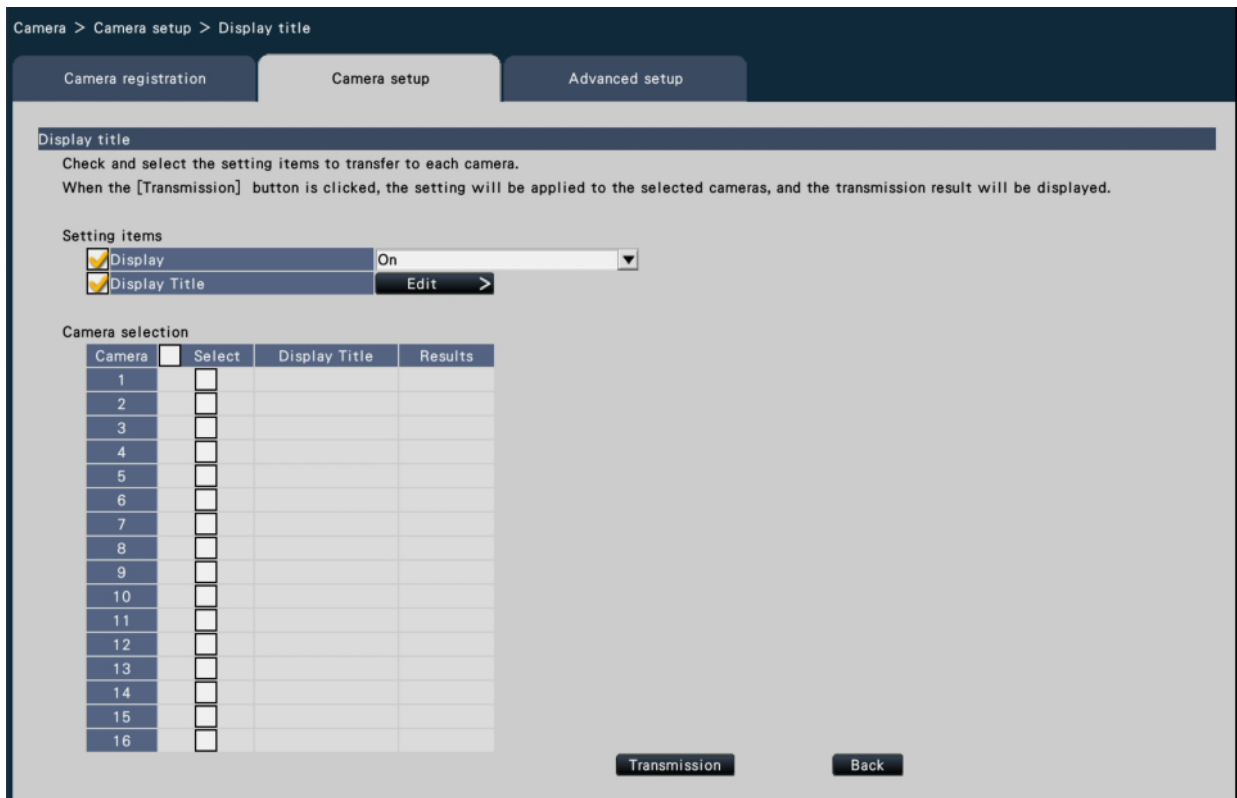 Camera > Camera setup > Display title
Camera registration Camera setup Advanced setup
Display title
Check and select the setting items to transfer to each camera.
When the [Transmission] button is clicked, the setting will be applied to the selected cameras, and the transmission result will be displayed.
Setting items
Display On
Display Title Edit >
Camera selection
Camera Select Display Title Results
1
2
3
4
5
6
7
8
9
10
11
12
13
14
15
16
Transmission Back